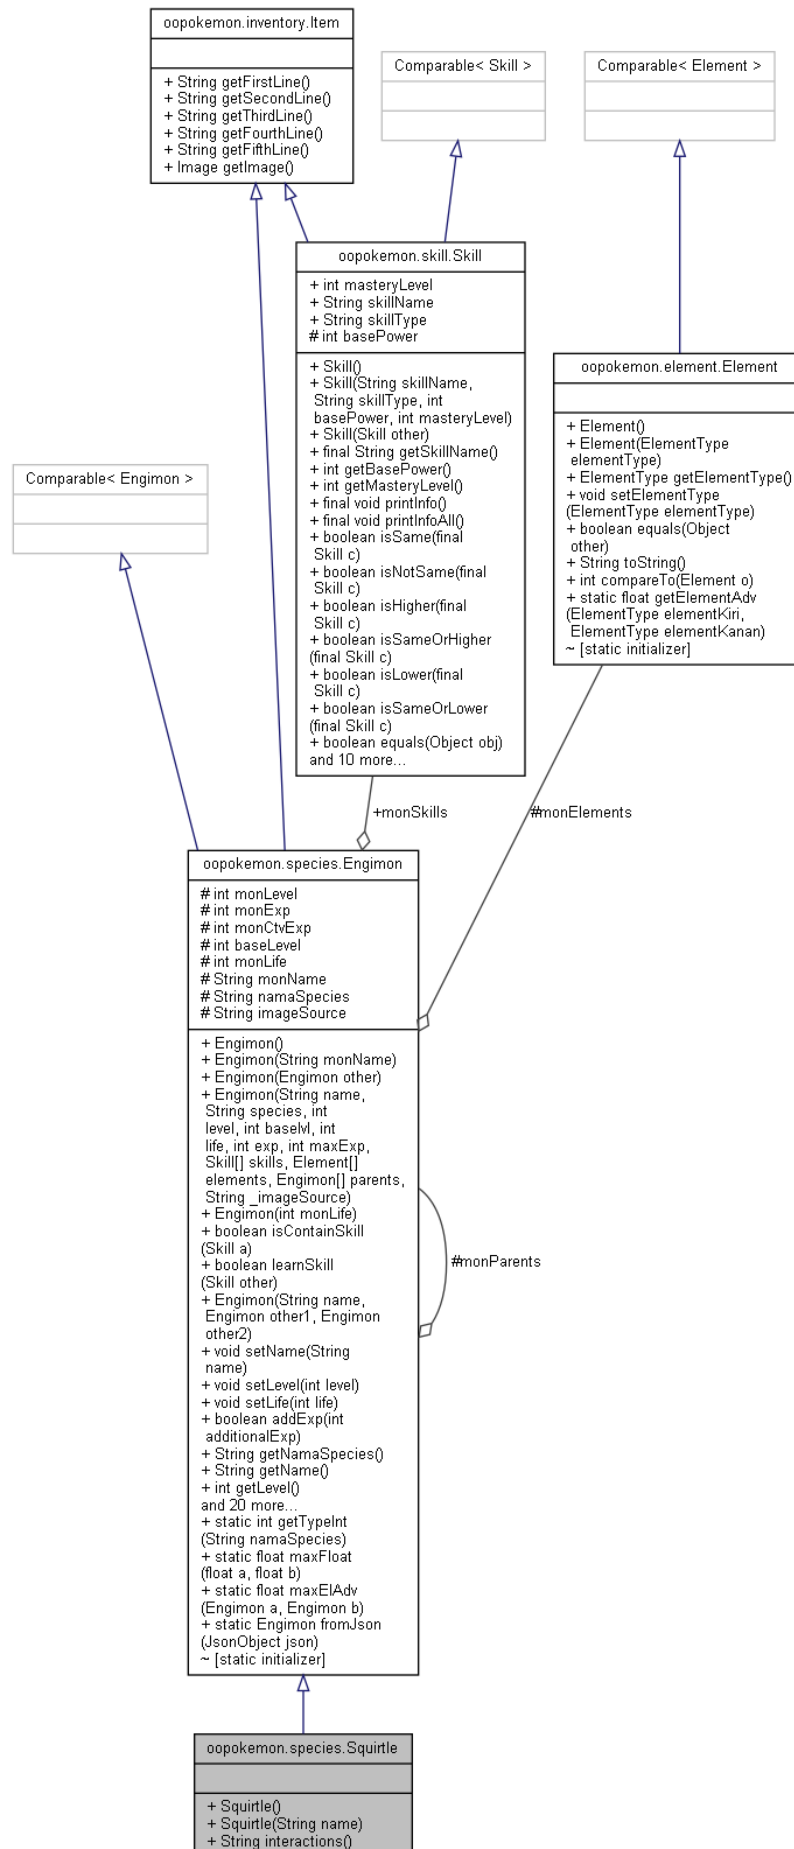 oopokemon.inventory.Item
+ String getFirstLine()
+ String getSecondLine()
+ String getThirdLine()
+ String getFourthLine()
+ String getFifthLine()
+ Image getImage()
Comparable< Skill >
Comparable< Element >
oopokemon.skill.Skill
+ int masteryLevel
+ String skillName
+ String skillType
# int basePower
+ Skill()
+ Skill(String skillName,
String skillType, int
basePower, int masteryLevel)
+ Skill(Skill other)
+ final String getSkillName()
+ int getBasePower()
+ int getMasteryLevel()
+ final void printInfo()
+ final void printInfoAll()
+ boolean isSame(final
Skill c)
+ boolean isNotSame(final
Skill c)
+ boolean isHigher(final
Skill c)
+ boolean isSameOrHigher
(final Skill c)
+ boolean isLower(final
Skill c)
+ boolean isSameOrLower
(final Skill c)
+ boolean equals(Object obj)
and 10 more...
oopokemon.element.Element
+ Element()
+ Element(ElementType
elementType)
+ ElementType getElementType()
+ void setElementType
(ElementType elementType)
+ boolean equals(Object
other)
+ String toString()
+ int compareTo(Element o)
+ static float getElementAdv
(ElementType elementKiri,
ElementType elementKanan)
~ [static initializer]
Comparable< Engimon >
+monSkills
#monElements
oopokemon.species.Engimon
# int monLevel
# int monExp
# int monCtvExp
# int baseLevel
# int monLife
# String monName
# String namaSpecies
# String imageSource
+ Engimon()
+ Engimon(String monName)
+ Engimon(Engimon other)
+ Engimon(String name,
String species, int
level, int baselvl, int
life, int exp, int maxExp,
Skill[] skills, Element[]
elements, Engimon[] parents,
String _imageSource)
+ Engimon(int monLife)
+ boolean isContainSkill
(Skill a)
+ boolean learnSkill
(Skill other)
+ Engimon(String name,
Engimon other1, Engimon
other2)
+ void setName(String
name)
+ void setLevel(int level)
+ void setLife(int life)
+ boolean addExp(int
additionalExp)
+ String getNamaSpecies()
+ String getName()
+ int getLevel()
and 20 more...
+ static int getTypeInt
(String namaSpecies)
+ static float maxFloat
(float a, float b)
+ static float maxElAdv
(Engimon a, Engimon b)
+ static Engimon fromJson
(JsonObject json)
~ [static initializer]
#monParents
oopokemon.species.Squirtle
+ Squirtle()
+ Squirtle(String name)
+ String interactions()